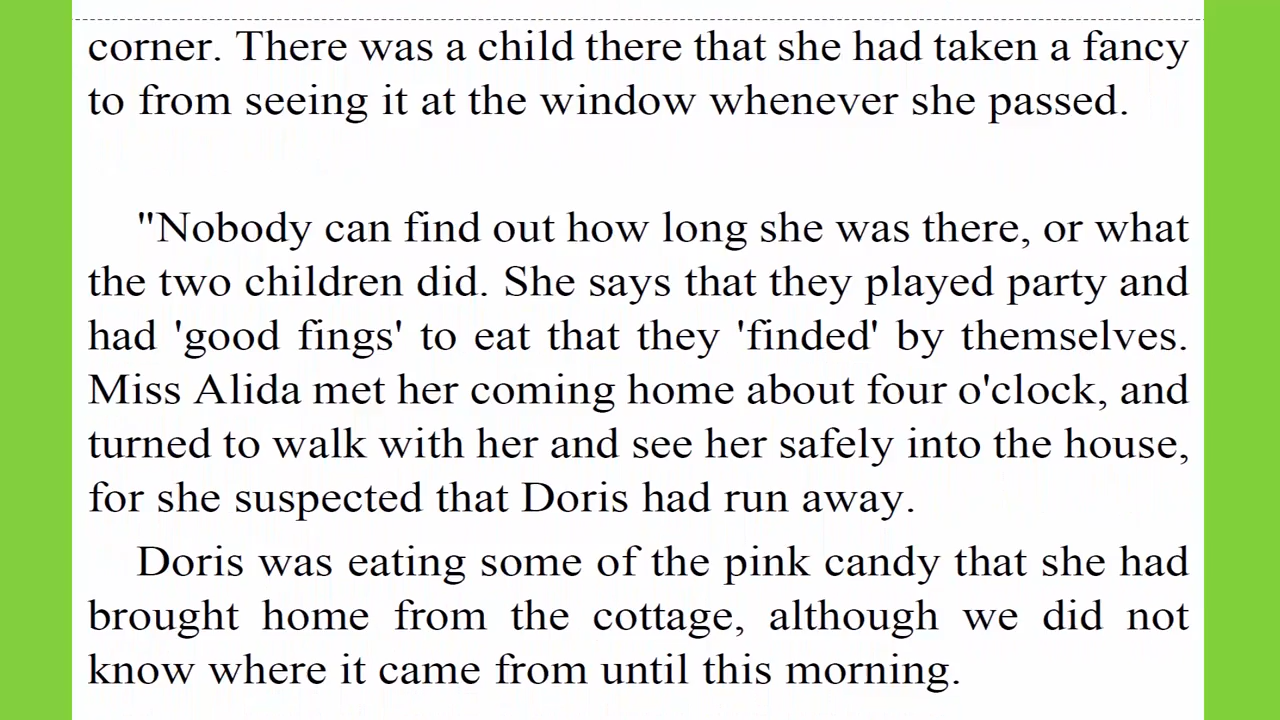 corner. There was a child there that she had taken a fancy
to from seeing it at the window whenever she passed.
"Nobody can find out how long she was there, or what
the two children did. She says that they played party and
had 'good fings' to eat that they 'finded' by themselves.
Miss Alida met her coming home about four o'clock, and
turned to walk with her and see her safely into the house,
for she suspected that Doris had run away.
Doris was eating some of the pink candy that she had
brought home from the cottage, although we did not
know where it came from until this morning.